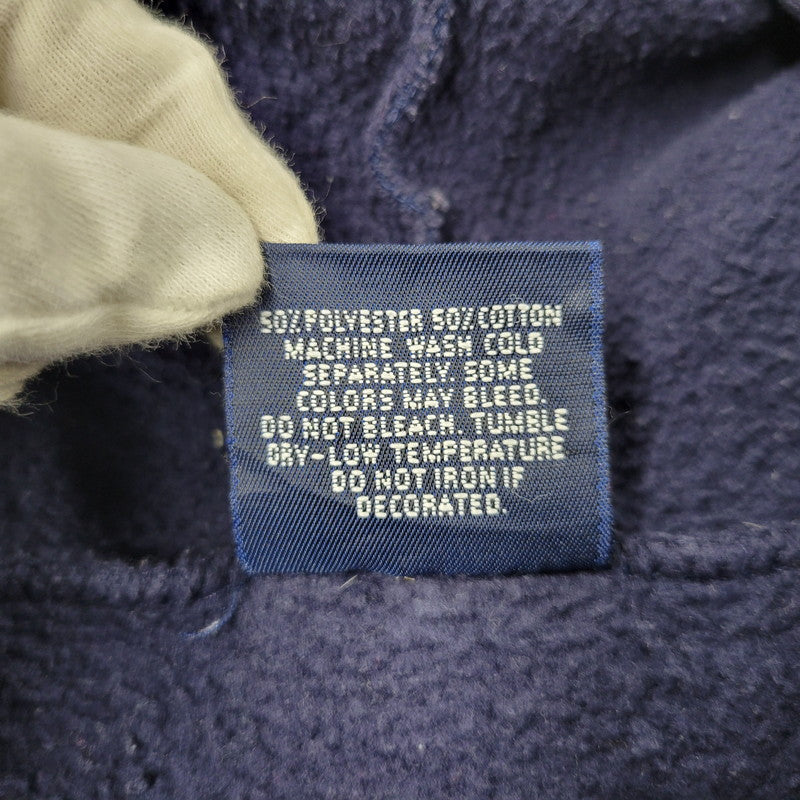 50% POLYESTER 50% COTTON
MACHINE WASH COLD
SEPARATELY. SOME
COLORS MAY BLEED.
DO NOT BLEACH. TUMBLE
DRY-LOW TEMPERATURE
DO NOT IRON IF
DECORATED.